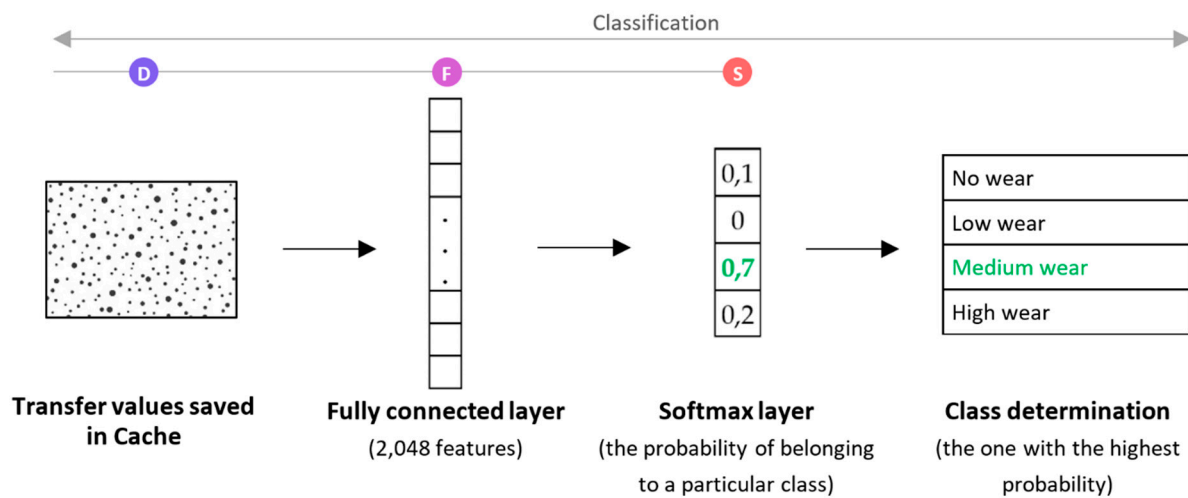 Classification
D
F
S
0,1
0
0,7
0,2
No wear
Low wear
Medium wear
High wear
Transfer values saved
in Cache
Fully connected layer
(2,048 features)
Softmax layer
(the probability of belonging
to a particular class)
Class determination
(the one with the highest
probability)